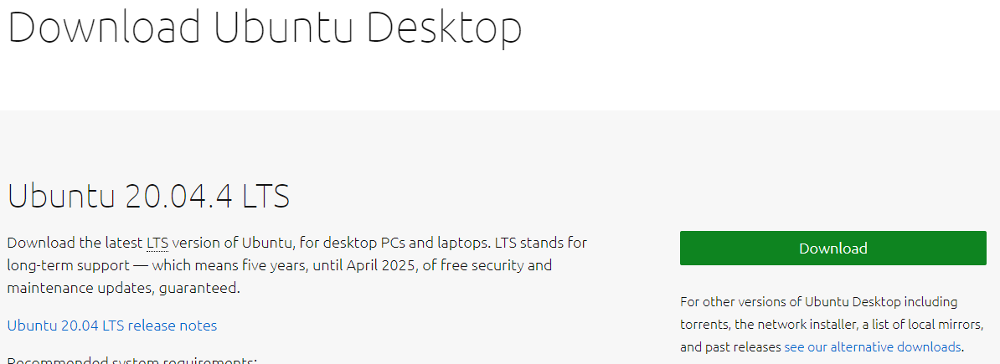 Download Ubuntu Desktop
Ubuntu 20.04.4 LTS
Download the latest LTS version of Ubuntu, for desktop PCs and laptops. LTS stands for
long-term support — which means five years, until April 2025, of free security and
maintenance updates, guaranteed.
Ubuntu 20.04 LTS release notes
Recommended system requirements:
Download
For other versions of Ubuntu Desktop including
torrents, the network installer, a list of local mirrors,
and past releases see our alternative downloads.